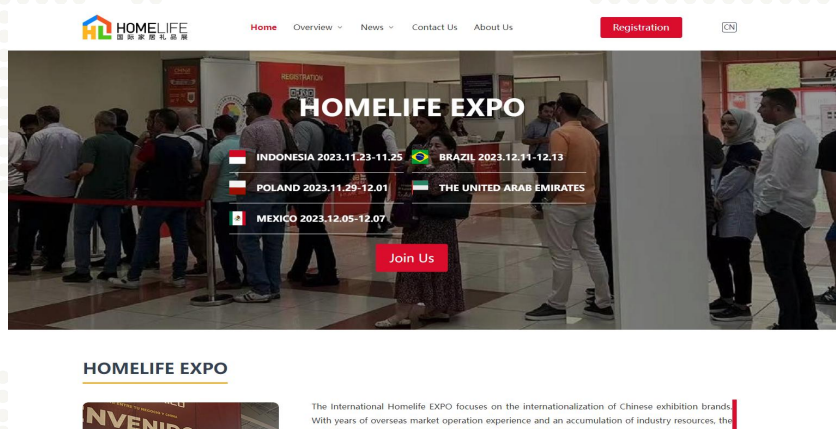 HOMELIFE
国际家居礼品展
Home Overview News Contact Us About Us Registration CN
REGISTRATION
HOMELIFE EXPO
INDONESIA 2023.11.23-11.25 BRAZIL 2023.12.11-12.13
POLAND 2023.11.29-12.01 THE UNITED ARAB EMIRATES
MEXICO 2023.12.05-12.07
Join Us
HOMELIFE EXPO
The International Homelife EXPO focuses on the internationalization of Chinese exhibition brands.
With years of overseas market operation experience and an accumulation of industry resources, the